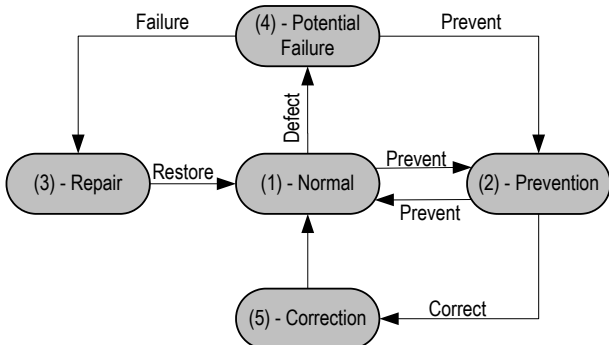 Failure
(4) - Potential
Failure
Prevent
Defect
(3) - Repair
Restore
(1) - Normal
Prevent
Prevent
(2) - Prevention
(5) - Correction
Correct